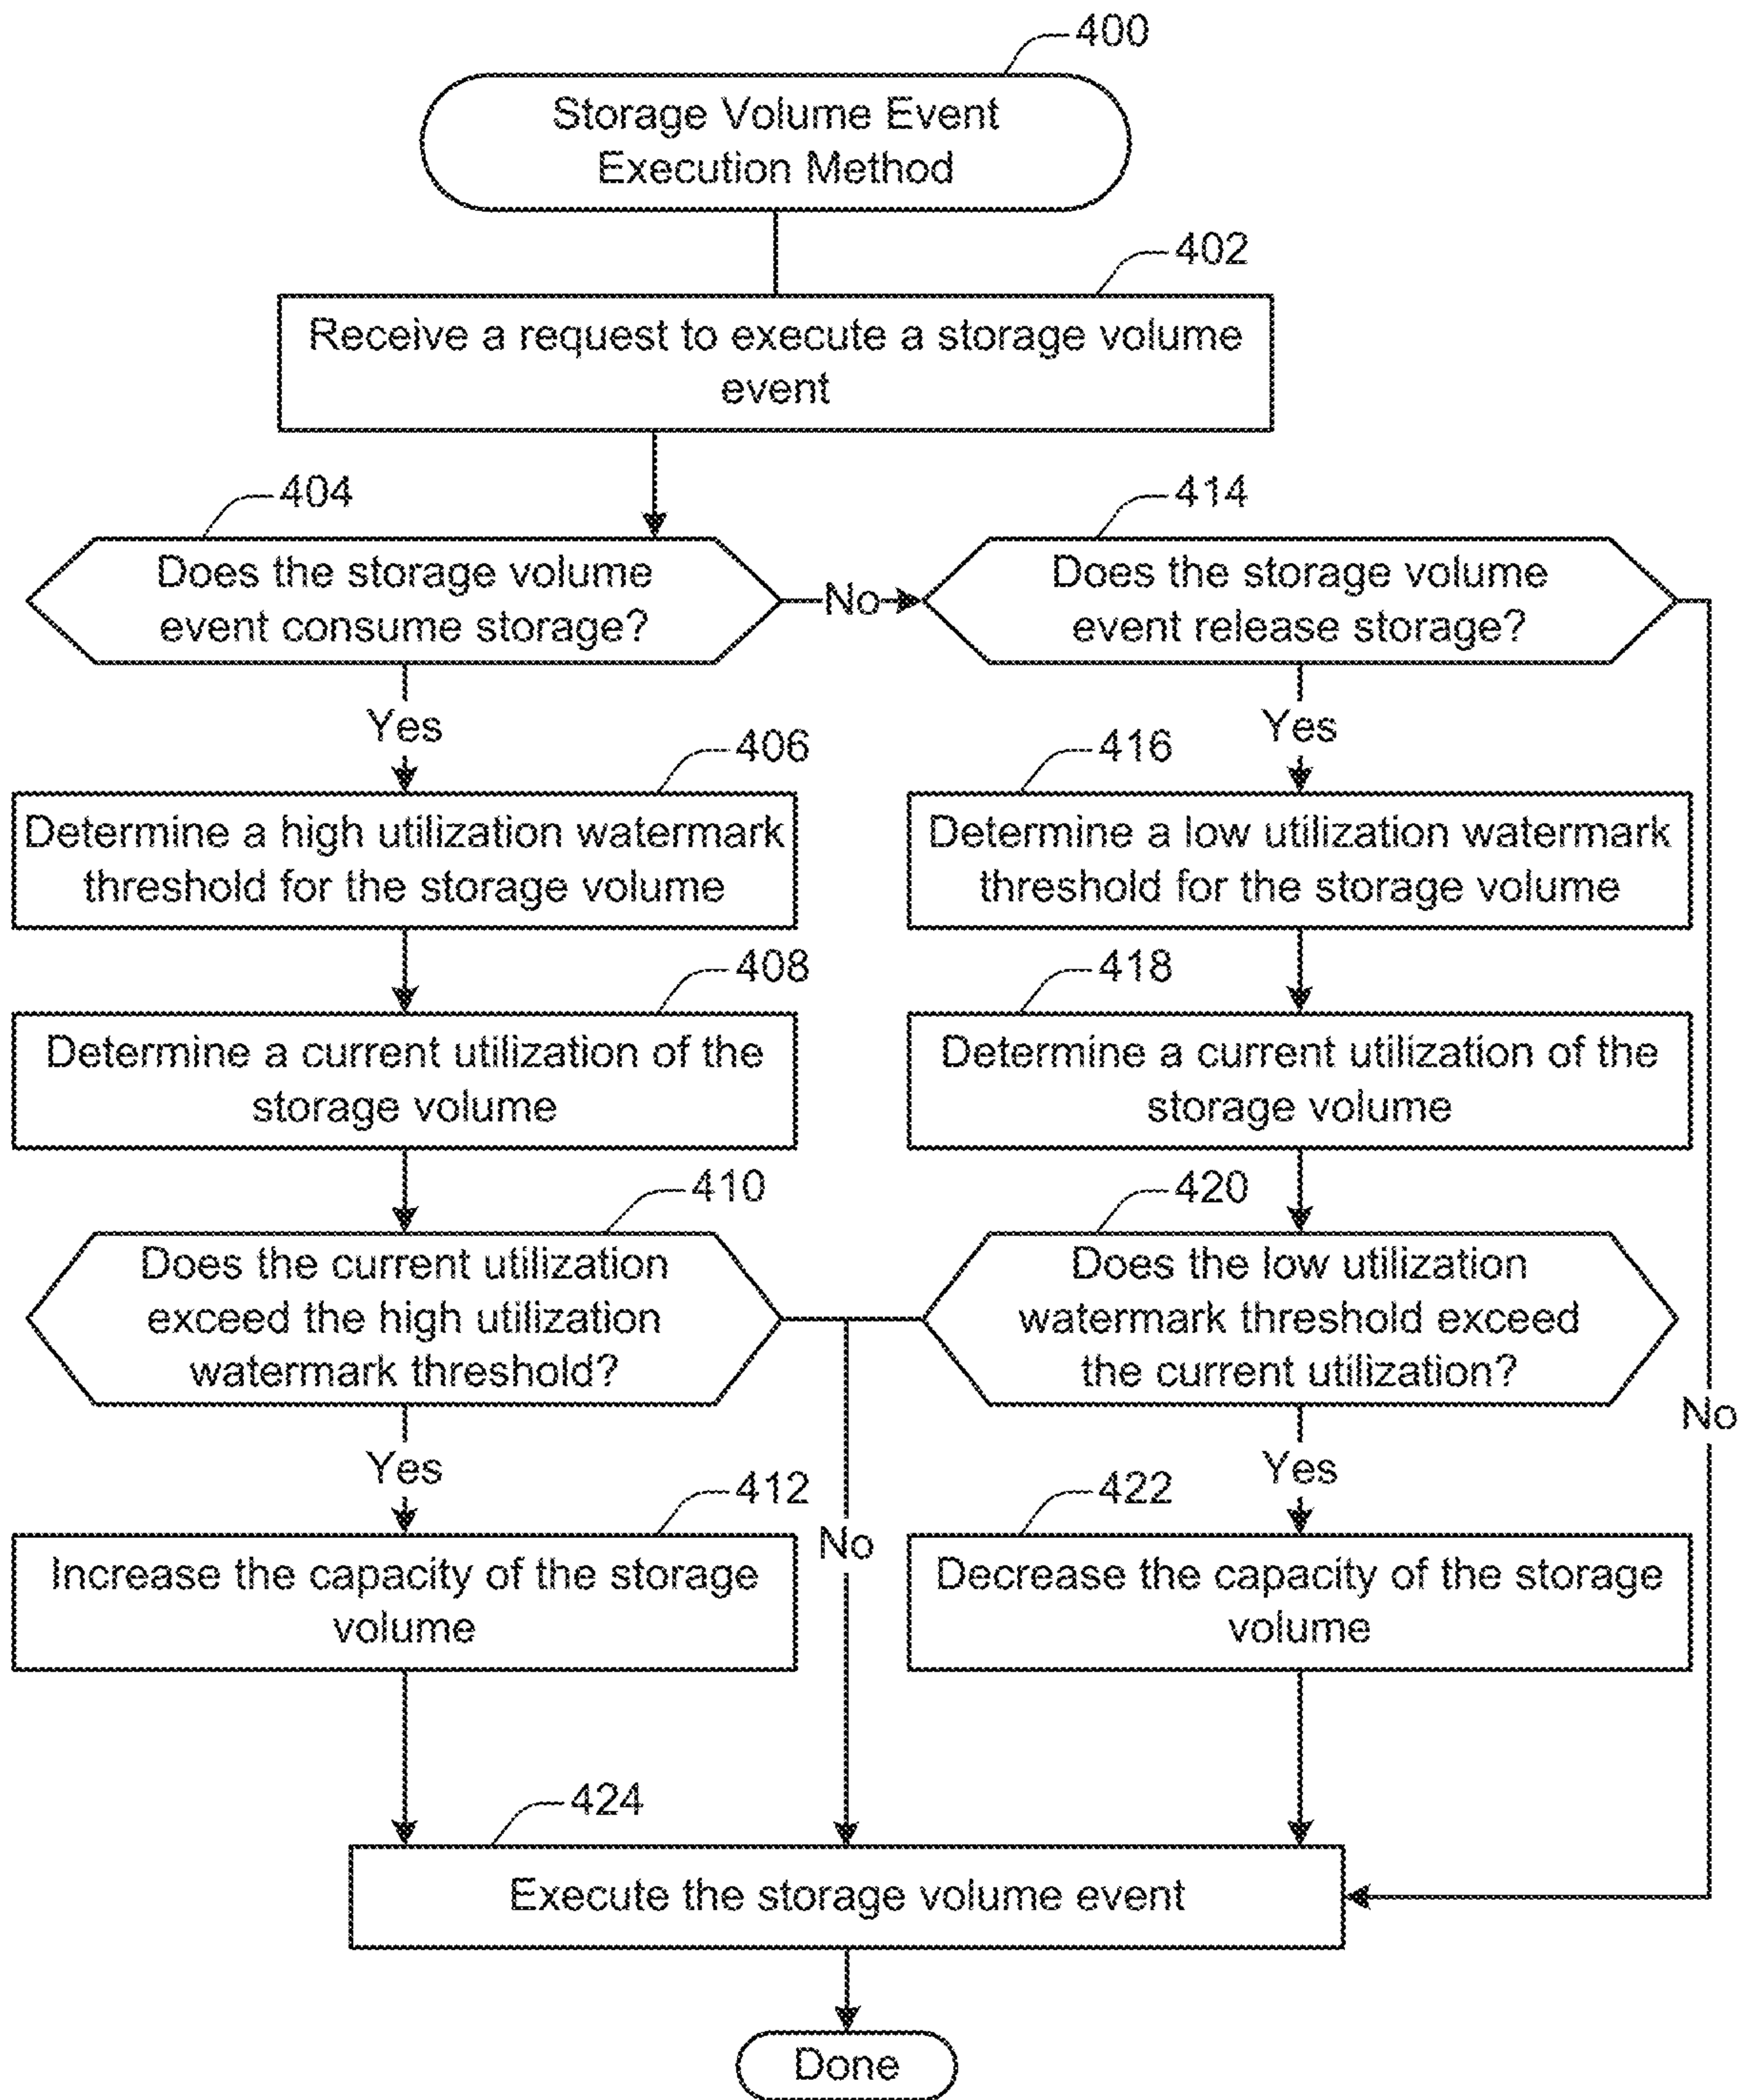 400
Storage Volume Event
Execution Method
402
Receive a request to execute a storage volume
event
404
Does the storage volume
event consume storage?
No
414
Does the storage volume
event release storage?
Yes
Yes
406
Determine a high utilization watermark
threshold for the storage volume
416
Determine a low utilization watermark
threshold for the storage volume
408
Determine a current utilization of the
storage volume
418
Determine a current utilization of the
storage volume
410
Does the current utilization
exceed the high utilization
watermark threshold?
420
Does the low utilization
watermark threshold exceed
the current utilization?
No
Yes
Yes
412
Increase the capacity of the storage
volume
No
422
Decrease the capacity of the storage
volume
424
Execute the storage volume event
Done